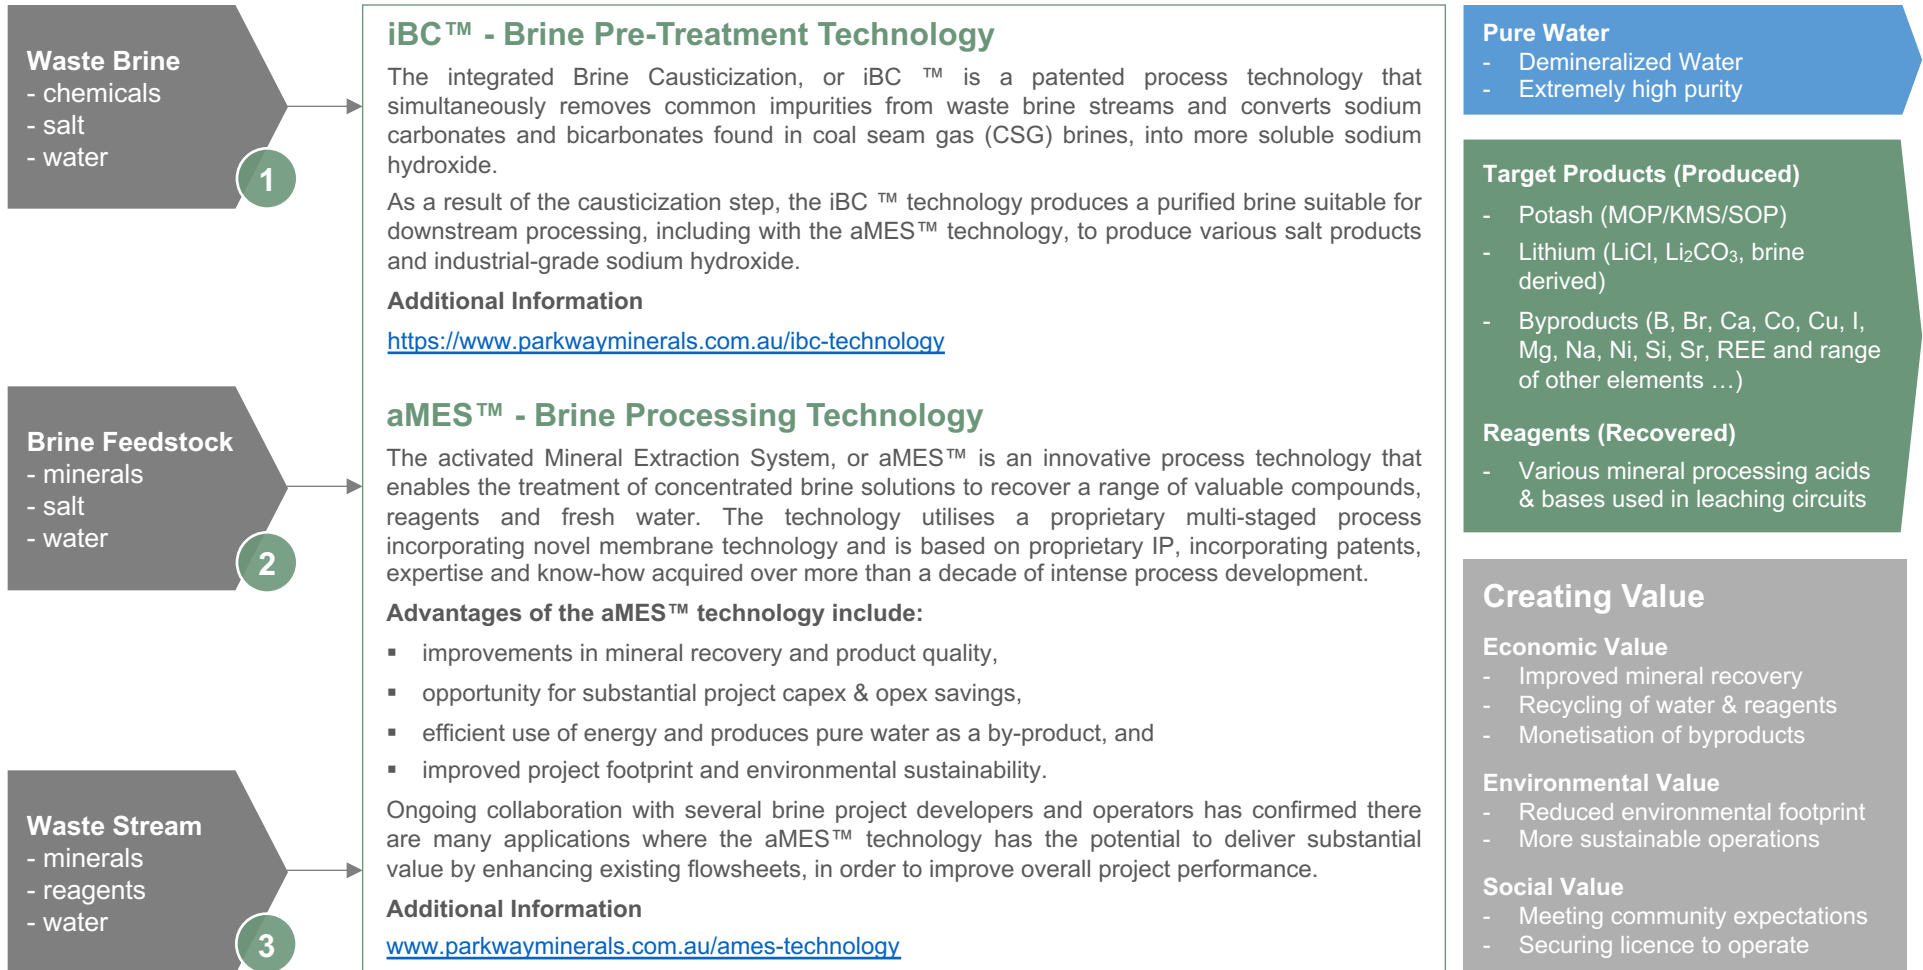 Waste Brine
- chemicals
- salt
- water
1
Brine Feedstock
- minerals
- salt
- water
2
Waste Stream
- minerals
- reagents
- water
3
iBC™ - Brine Pre-Treatment Technology
The integrated Brine Causticization, or iBC ™ is a patented process technology that
simultaneously removes common impurities from waste brine streams and converts sodium
carbonates and bicarbonates found in coal seam gas (CSG) brines, into more soluble sodium
hydroxide.
As a result of the causticization step, the iBC ™ technology produces a purified brine suitable for
downstream processing, including with the aMES™ technology, to produce various salt products
and industrial-grade sodium hydroxide.
Additional Information
https://www.parkwayminerals.com.au/ibc-technology
aMES™ - Brine Processing Technology
The activated Mineral Extraction System, or aMES™ is an innovative process technology that
enables the treatment of concentrated brine solutions to recover a range of valuable compounds,
reagents and fresh water. The technology utilises a proprietary multi-staged process
incorporating novel membrane technology and is based on proprietary IP, incorporating patents,
expertise and know-how acquired over more than a decade of intense process development.
Advantages of the aMES™ technology include:
▪ improvements in mineral recovery and product quality,
▪ opportunity for substantial project capex & opex savings,
▪ efficient use of energy and produces pure water as a by-product, and
▪ improved project footprint and environmental sustainability.
Ongoing collaboration with several brine project developers and operators has confirmed there
are many applications where the aMES™ technology has the potential to deliver substantial
value by enhancing existing flowsheets, in order to improve overall project performance.
Additional Information
www.parkwayminerals.com.au/ames-technology
Pure Water
- Demineralized Water
- Extremely high purity
Target Products (Produced)
- Potash (MOP/KMS/SOP)
- Lithium (LiCl, Li₂CO₃, brine
derived)
- Byproducts (B, Br, Ca, Co, Cu, I,
Mg, Na, Ni, Si, Sr, REE and range
of other elements …)
Reagents (Recovered)
- Various mineral processing acids
& bases used in leaching circuits
Creating Value
Economic Value
- Improved mineral recovery
- Recycling of water & reagents
- Monetisation of byproducts
Environmental Value
- Reduced environmental footprint
- More sustainable operations
Social Value
- Meeting community expectations
- Securing licence to operate